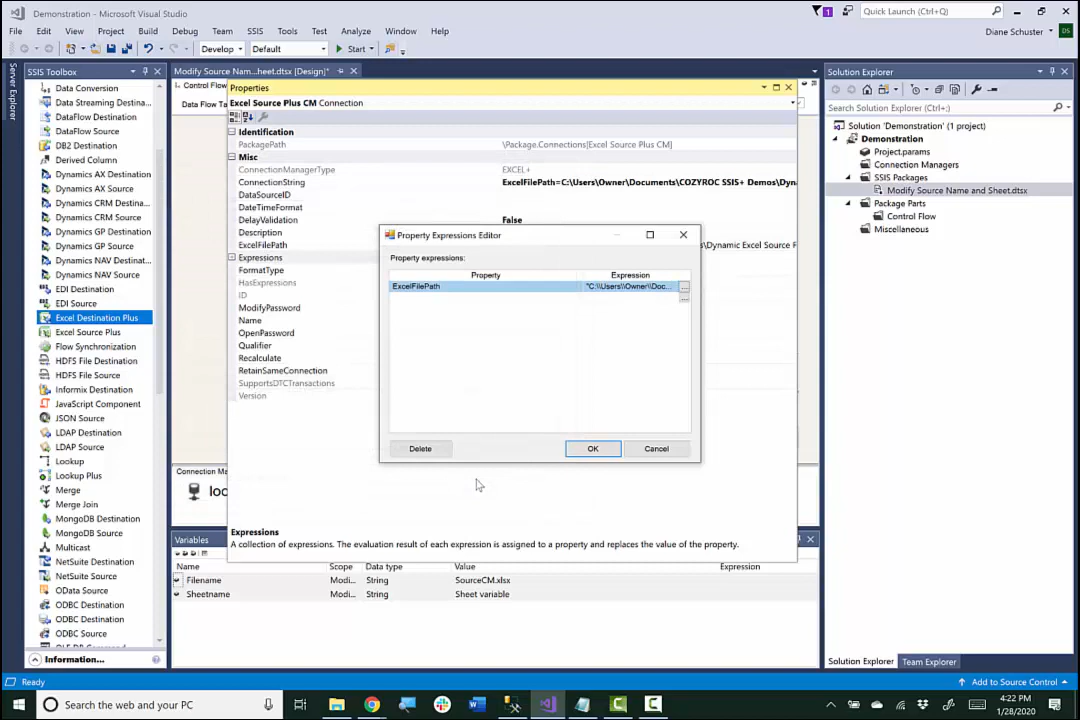 Demonstration - Microsoft Visual Studio
1
Quick Launch (Ctrl+Q)
File Edit View Project Build Debug Team SSIS Tools Test Analyze Window Help
Diane Schuster DS
Develop Default Start
Server Explorer
SSIS Toolbox
Data Conversion
Data Streaming Destina...
DataFlow Destination
DataFlow Source
DB2 Destination
Derived Column
Dynamics AX Destination
Dynamics AX Source
Dynamics CRM Destina...
Dynamics CRM Source
Dynamics GP Destination
Dynamics GP Source
Dynamics NAV Destinat...
Dynamics NAV Source
EDI Destination
EDI Source
Excel Destination Plus
Excel Source Plus
Flow Synchronization
HDFS File Destination
HDFS File Source
Informix Destination
JavaScript Component
JSON Source
LDAP Destination
LDAP Source
Lookup
Lookup Plus
Merge
Merge Join
MongoDB Destination
MongoDB Source
Multicast
NetSuite Destination
NetSuite Source
OData Source
ODBC Destination
ODBC Destination
ODBC Source
Information...
Modify Source Nam...heet.dtsx [Design]*
Control Flow
Data Flow Ta
Connection Ma
loc
Properties
Excel Source Plus CM Connection
Identification
PackagePath \Package.Connections[Excel Source Plus CM]
Misc
ConnectionManagerType EXCEL+
ConnectionString ExcelFilePath=C:\Users\Owner\Documents\COZYROC SSIS+ Demos\Dyna
DataSourceID
DateTimeFormat
DelayValidation False
Description
ExcelFilePath s\Dynamic Excel Source F
Expressions
FormatType
HasExpressions
ID
ModifyPassword
Name
OpenPassword
Qualifier
Recalculate
RetainSameConnection
SupportsDTCTransactions
Version
Expressions
A collection of expressions. The evaluation result of each expression is assigned to a property and replaces the value of the property.
Property Expressions Editor
Property expressions:
Property Expression
ExcelFilePath "C:\\Users\\Owner\\Doc... ...
...
Delete OK Cancel
Variables
Name Scope Data type Value Expression
Filename Modi... String SourceCM.xlsx
Sheetname Modi... String Sheet variable
Solution Explorer
Search Solution Explorer (Ctrl+;)
Solution 'Demonstration' (1 project)
Demonstration
Project.params
Connection Managers
SSIS Packages
Modify Source Name and Sheet.dtsx
Package Parts
Control Flow
Miscellaneous
Solution Explorer Team Explorer
Ready
Add to Source Control
Search the web and your PC
4:22 PM
1/28/2020